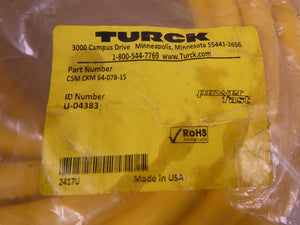 TURCK
3000 Campus Drive Minneapolis, Minnesota 55441-2656
1-800-544-7769 www.Turck.com
Part Number
CSM CKM 64-078-15
ID Number
U-04383
power fast
RoHS
Compliant
2417U
Made in USA